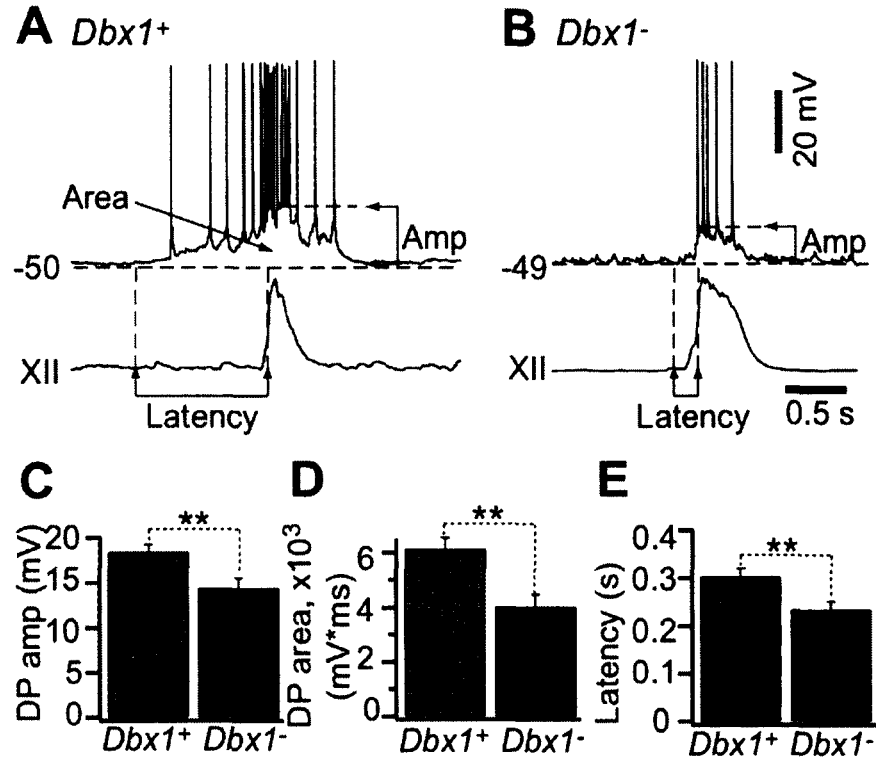 A Dbx1+
B Dbx1-
20 mV
Area
Amp
Amp
-50
-49
XII
XII
Latency
Latency
0.5 s
C
D
E
**
**
**
DP amp (mV)
20
15
10
5
0
Dbx1+ Dbx1-
DP area, x10³
(mV*ms)
6
4
2
0
Dbx1+ Dbx1-
Latency (s)
0.4
0.3
0.2
0.1
0
Dbx1+ Dbx1-